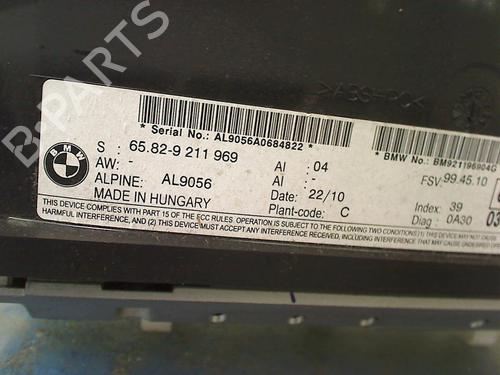 B-PARTS
>ABS+PC<
* Serial No.: AL9056A0684822 *
* BMW No.: BM921196904G
BMW
S : 65.82-9 211 969
AW: -
ALPINE: AL9056
MADE IN HUNGARY
AI : 04
AI : -
Date: 22/10
Plant-code: C
FSV: 99.45.10
Index: 39
Diag : 0A30
03
THIS DEVICE COMPLIES WITH PART 15 OF THE FCC RULES. OPERATION IS SUBJECT TO THE FOLLOWING TWO CONDITIONS (1) THIS DEVICE MAY NOT CAUSE
HARMFUL INTERFERENCE, AND (2) THIS DEVICE MUST ACCEPT ANY INTERFERENCE RECEIVED, INCLUDING INTERFERENCE THAT MAY CAUSE UNDESIRED OPERATION